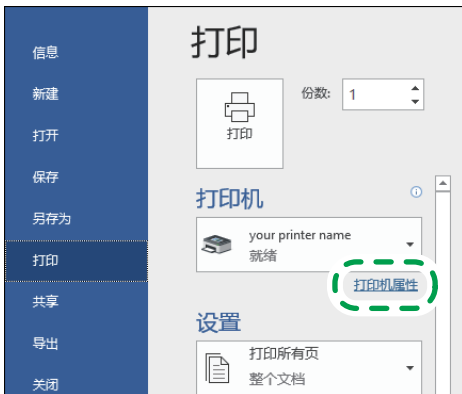 信息
新建
打开
保存
另存为
打印
共享
导出
关闭
打印
打印
份数:
1
打印机
your printer name
就绪
打印机属性
设置
打印所有页
整个文档